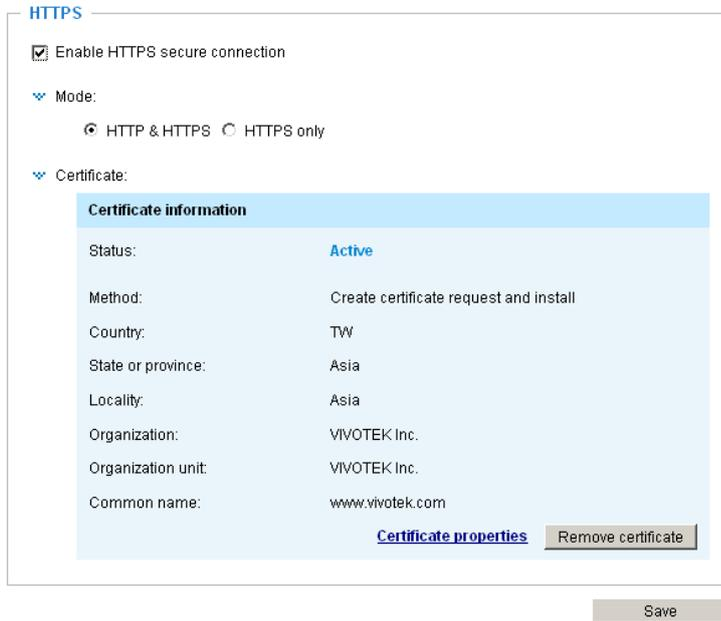 HTTPS
Enable HTTPS secure connection
Mode:
HTTP & HTTPS HTTPS only
Certificate:
Certificate information
Status: Active
Method: Create certificate request and install
Country: TW
State or province: Asia
Locality: Asia
Organization: VIVOTEK Inc.
Organization unit: VIVOTEK Inc.
Common name: www.vivotek.com
Certificate properties Remove certificate
Save